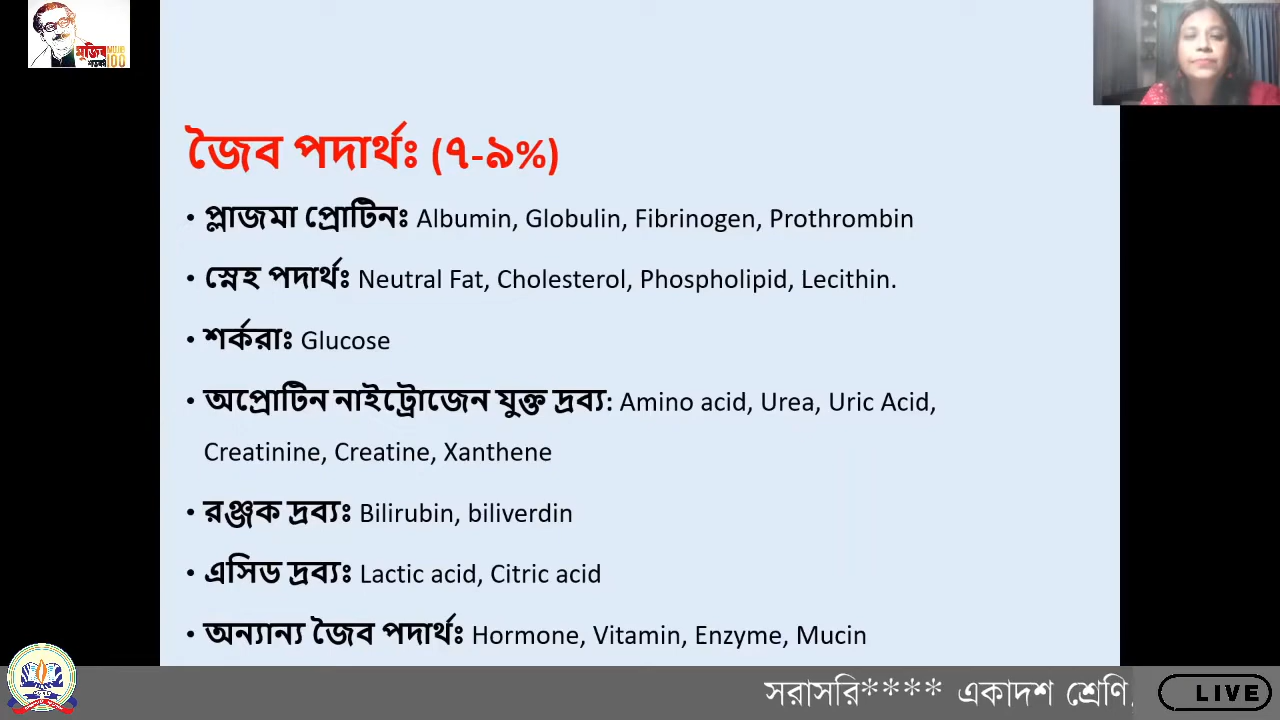 মুজিব
শতবর্ষ
100
জৈব পদার্থঃ (৭-৯%)
• প্লাজমা প্রোটিনঃ Albumin, Globulin, Fibrinogen, Prothrombin
• স্নেহ পদার্থঃ Neutral Fat, Cholesterol, Phospholipid, Lecithin.
• শর্করাঃ Glucose
• অপ্রোটিন নাইট্রোজেন যুক্ত দ্রব্য: Amino acid, Urea, Uric Acid,
Creatinine, Creatine, Xanthene
• রঞ্জক দ্রব্যঃ Bilirubin, biliverdin
• এসিড দ্রব্যঃ Lactic acid, Citric acid
• অন্যান্য জৈব পদার্থঃ Hormone, Vitamin, Enzyme, Mucin
সরাসরি**** একাদশ শ্রেণি,
LIVE